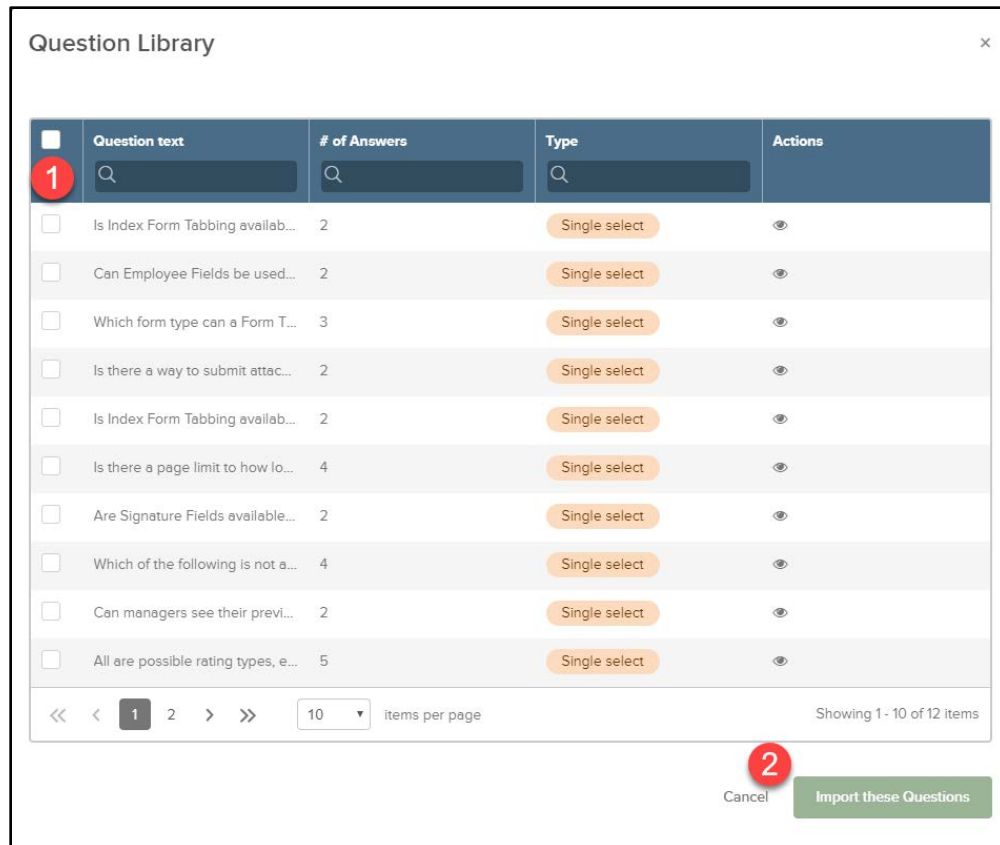 Question Library ×
Question text # of Answers Type Actions
1
Is Index Form Tabbing availab... 2 Single select
Can Employee Fields be used... 2 Single select
Which form type can a Form T... 3 Single select
Is there a way to submit attac... 2 Single select
Is Index Form Tabbing availab... 2 Single select
Is there a page limit to how lo... 4 Single select
Are Signature Fields available... 2 Single select
Which of the following is not a... 4 Single select
Can managers see their previ... 2 Single select
All are possible rating types, e... 5 Single select
« < 1 2 > » 10 items per page Showing 1 - 10 of 12 items
2
Cancel Import these Questions